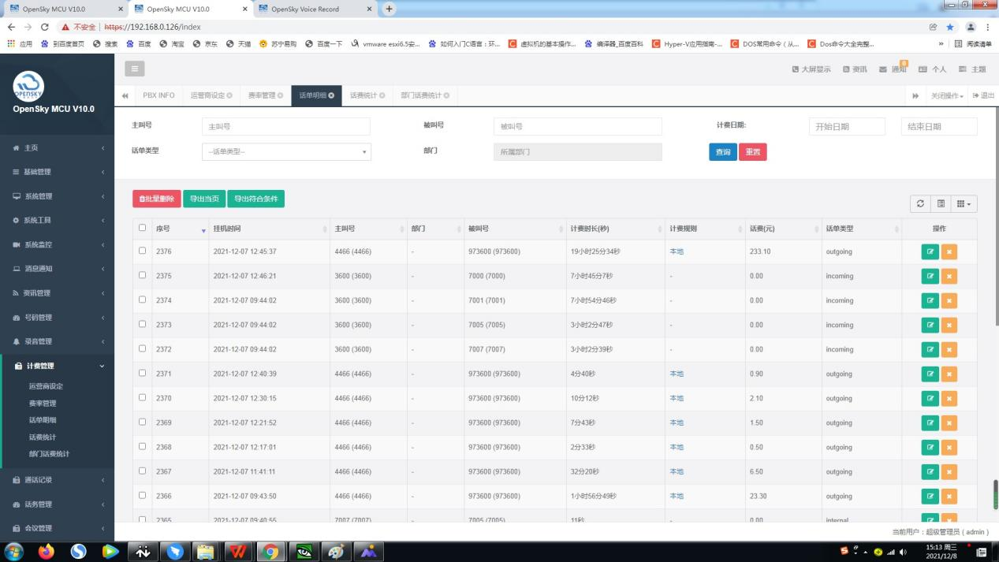 OpenSky MCU V10.0
OpenSky MCU V10.0
OpenSky Voice Record
不安全 https://192.168.0.126/index
应用 到百度首页 搜索 百度 淘宝 京东 天猫 苏宁易购 百度一下 vmware esxi6.5安... 如何入门C语言：环... 虚拟机的基本操作... 编译器_百度百科 Hyper-V应用指南-... DOS常用命令（从... Dos命令大全完整... » 阅读清单
OPENSKY
OpenSky MCU V10.0
大屏显示 资讯 通知 0 个人 主题
PBX INFO 运营商设定 费率管理 话单明细 话费统计 部门话费统计 关闭操作 退出
主叫号 主叫号 被叫号 被叫号 计费日期: 开始日期 结束日期
话单类型 --话单类型-- 部门 所属部门 查询 重置
批量删除 导出当页 导出符合条件
序号 挂机时间 主叫号 部门 被叫号 计费时长(秒) 计费规则 话费(元) 话单类型 操作
2376 2021-12-07 12:45:37 4466 (4466) - 973600 (973600) 19小时25分34秒 本地 233.10 outgoing
2375 2021-12-07 12:46:21 3600 (3600) - 7000 (7000) 7小时45分7秒 - 0.00 incoming
2374 2021-12-07 09:44:02 3600 (3600) - 7001 (7001) 7小时54分46秒 - 0.00 incoming
2373 2021-12-07 09:44:02 3600 (3600) - 7005 (7005) 3小时2分47秒 - 0.00 incoming
2372 2021-12-07 09:44:02 3600 (3600) - 7007 (7007) 3小时2分39秒 - 0.00 incoming
2371 2021-12-07 12:40:39 4466 (4466) - 973600 (973600) 4分40秒 本地 0.90 outgoing
2370 2021-12-07 12:30:15 4466 (4466) - 973600 (973600) 10分12秒 本地 2.10 outgoing
2369 2021-12-07 12:21:52 4466 (4466) - 973600 (973600) 7分43秒 本地 1.50 outgoing
2368 2021-12-07 12:17:01 4466 (4466) - 973600 (973600) 2分33秒 本地 0.50 outgoing
2367 2021-12-07 11:41:11 4466 (4466) - 973600 (973600) 32分20秒 本地 6.50 outgoing
2366 2021-12-07 09:43:50 4466 (4466) - 973600 (973600) 1小时56分49秒 本地 23.30 outgoing
2365 2021-12-07 09:40:55 7007 (7007) - 7005 (7005) 11秒 - 0.00 internal
主页
基础管理
系统管理
系统工具
系统监控
消息通知
资讯管理
号码管理
录音管理
计费管理
运营商设定
费率管理
话单明细
话费统计
部门话费统计
通话记录
话务管理
会议管理
当前用户：超级管理员 ( admin )
15:13 周三
2021/12/8